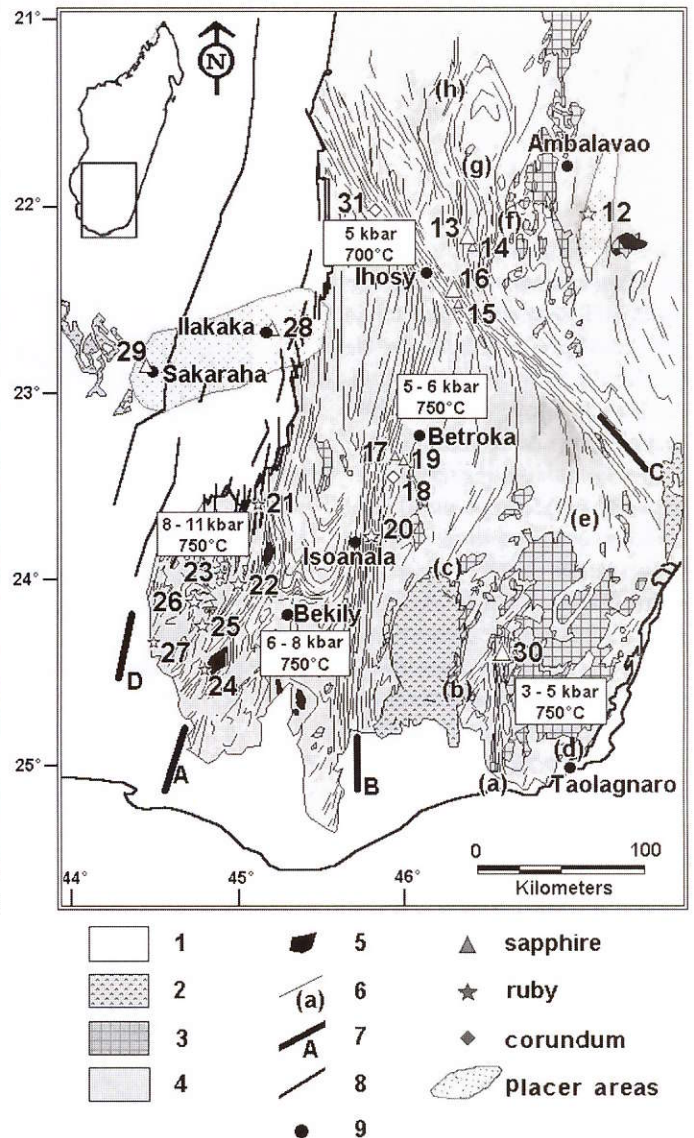 21°
N
(h)
Ambalavao
(g)
22°
31
13
(f)
12
5 kbar
700°C
14
Ihosy
16
15
Ilakaka
28
29
Sakaraha
5 - 6 kbar
750°C
23°
Betroka
C
17
19
18
21
8 - 11 kbar
750°C
20
(e)
Isoanala
23
24°
22
(c)
26
Bekily
25
6 - 8 kbar
750°C
30
27
24
(b)
3 - 5 kbar
750°C
D
25°
A
B
(a)
(d)
Taolagnaro
0 100
Kilometers
44° 45° 46°
1 5 sapphire
2 (a) 6 ruby
3 A 7 corundum
4 8 placer areas
9